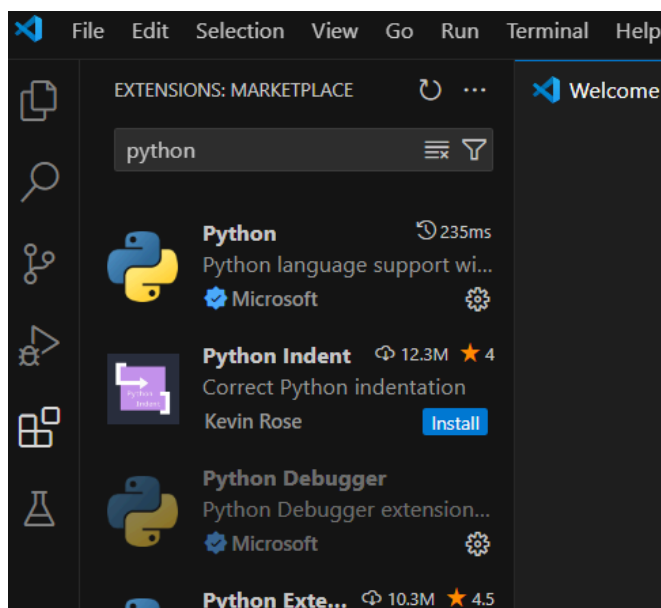 File Edit Selection View Go Run Terminal Help
EXTENSIONS: MARKETPLACE
Welcome
python
Python 235ms
Python language support wi...
Microsoft
Python Indent 12.3M 4
Correct Python indentation
Kevin Rose Install
Python Debugger
Python Debugger extension...
Microsoft
Python Exte... 10.3M 4.5